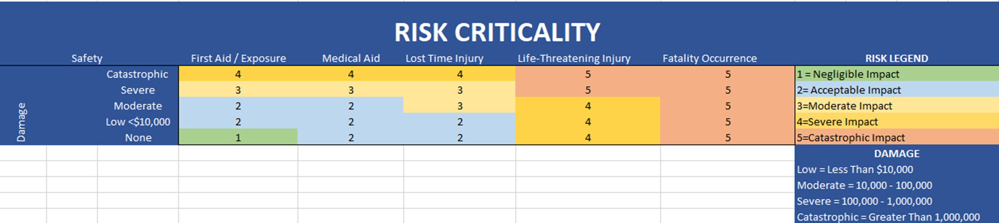 RISK CRITICALITY
Safety First Aid / Exposure Medical Aid Lost Time Injury Life-Threatening Injury Fatality Occurrence RISK LEGEND
Catastrophic 4 4 4 5 5 1 = Negligible Impact
Severe 3 3 3 5 5 2= Acceptable Impact
Damage
Moderate 2 2 3 4 5 3=Moderate Impact
Low <$10,000 2 2 2 4 5 4=Severe Impact
None 1 2 2 4 5 5=Catastrophic Impact
DAMAGE
Low = Less Than $10,000
Moderate = 10,000 - 100,000
Severe = 100,000 - 1,000,000
Catastrophic = Greater Than 1,000,000